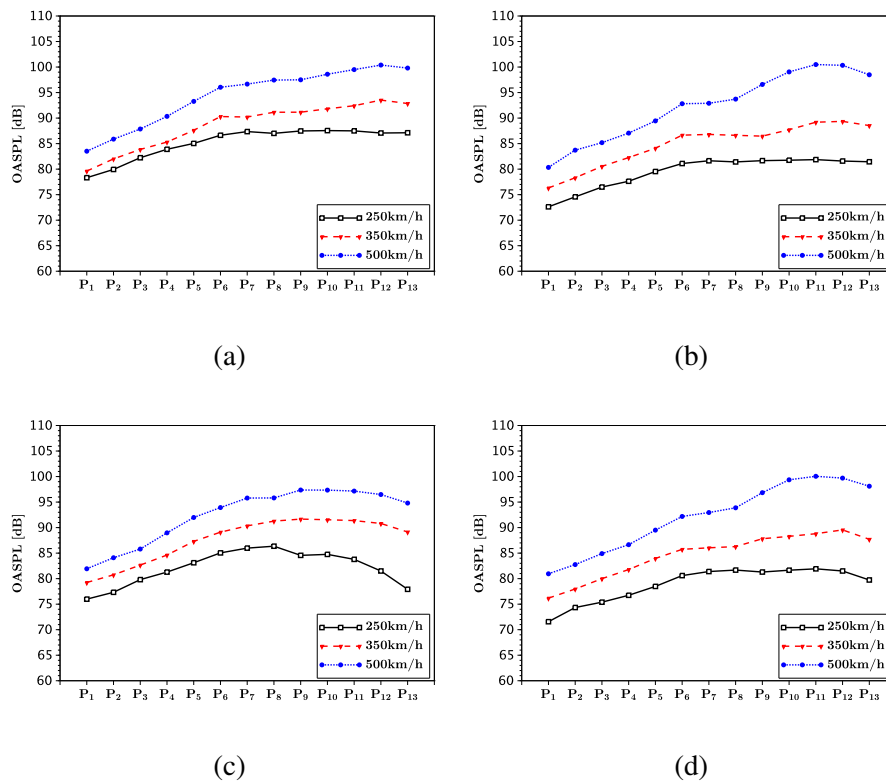 110
105
100
95
90
85
80
75
70
65
60
OASPL [dB]
250km/h
350km/h
500km/h
P₁ P₂ P₃ P₄ P₅ P₆ P₇ P₈ P₉ P₁₀ P₁₁ P₁₂ P₁₃
(a)
110
105
100
95
90
85
80
75
70
65
60
OASPL [dB]
250km/h
350km/h
500km/h
P₁ P₂ P₃ P₄ P₅ P₆ P₇ P₈ P₉ P₁₀ P₁₁ P₁₂ P₁₃
(b)
110
105
100
95
90
85
80
75
70
65
60
OASPL [dB]
250km/h
350km/h
500km/h
P₁ P₂ P₃ P₄ P₅ P₆ P₇ P₈ P₉ P₁₀ P₁₁ P₁₂ P₁₃
(c)
110
105
100
95
90
85
80
75
70
65
60
OASPL [dB]
250km/h
350km/h
500km/h
P₁ P₂ P₃ P₄ P₅ P₆ P₇ P₈ P₉ P₁₀ P₁₁ P₁₂ P₁₃
(d)